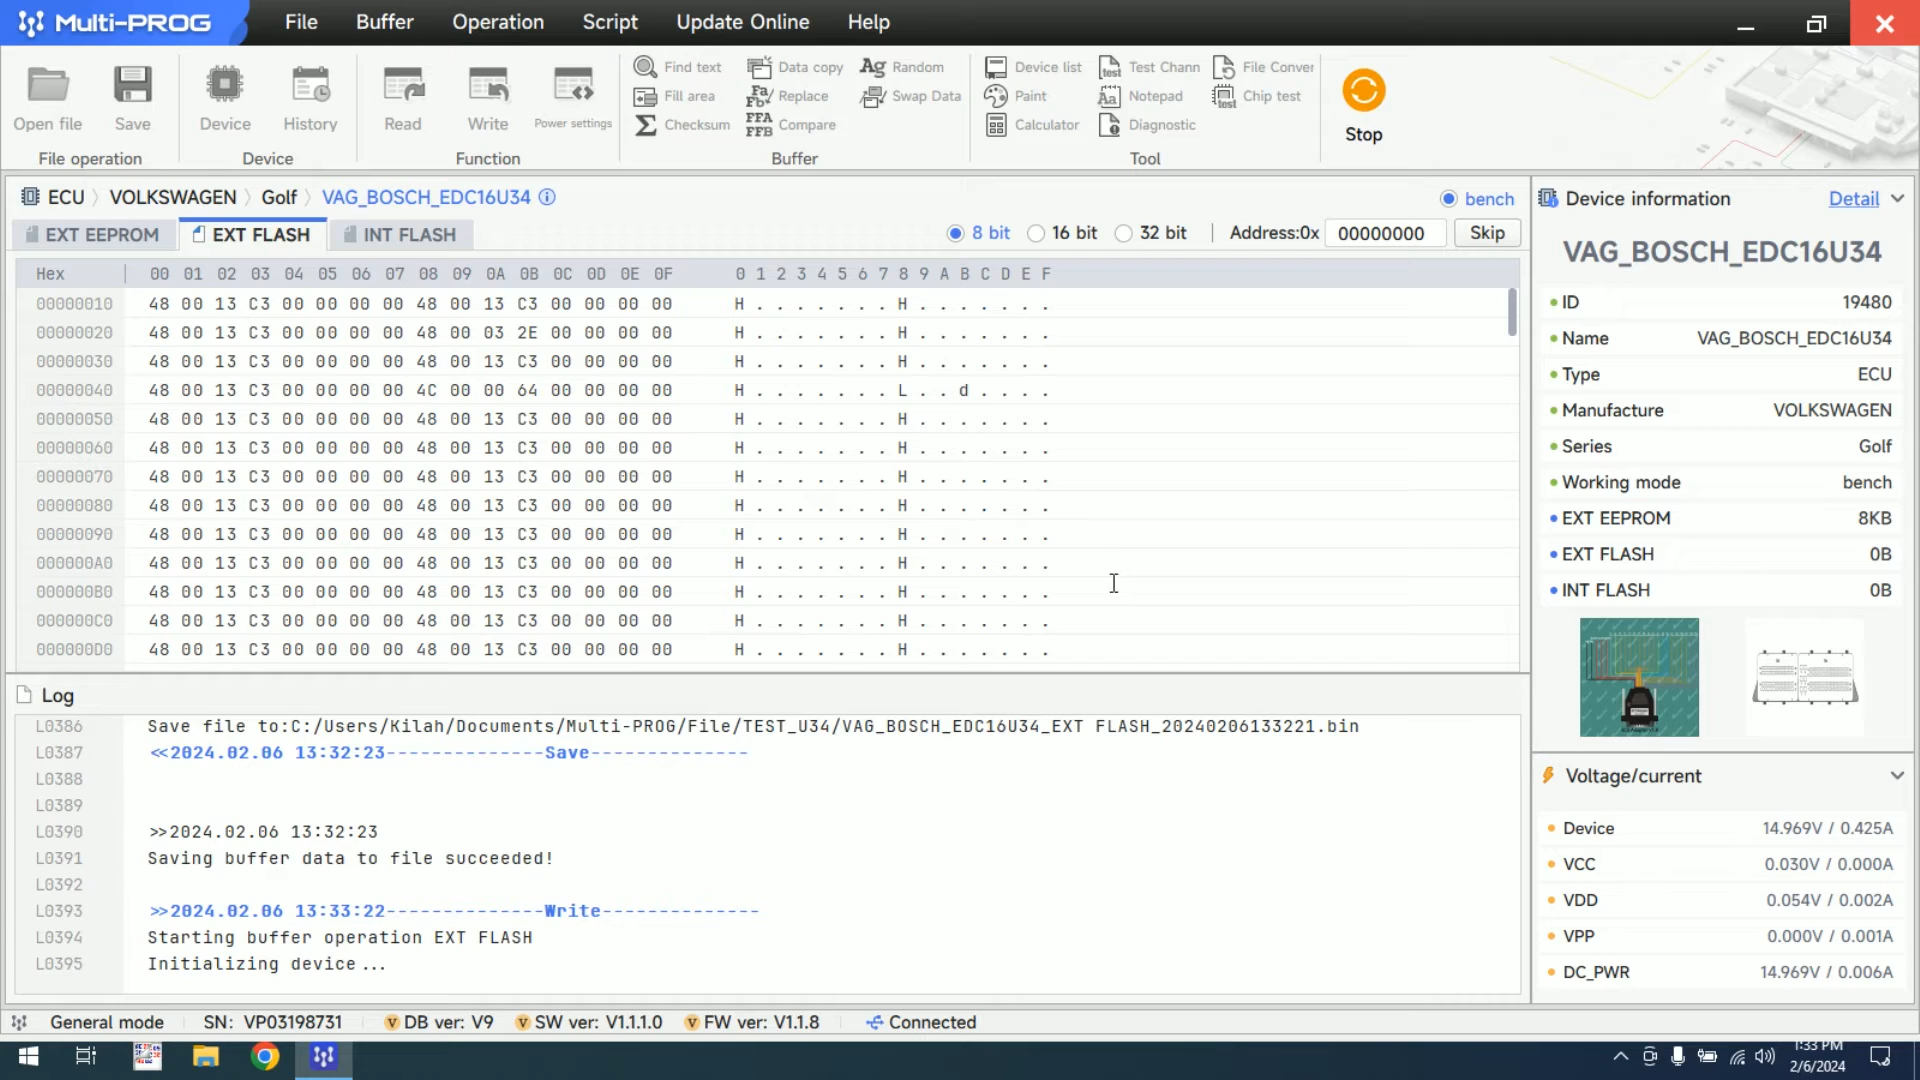 Multi-PROG File Buffer Operation Script Update Online Help
Open file Save Device History Read Write Power settings
File operation Device Function
Find text Data copy Ag Random
Fill area Replace Swap Data
Checksum FFA FFB Compare
Buffer
Device list Test Chann File Conver
Paint Notepad Chip test
Calculator Diagnostic
Tool
Stop
ECU VOLKSWAGEN Golf VAG_BOSCH_EDC16U34 bench
EXT EEPROM EXT FLASH INT FLASH 8 bit 16 bit 32 bit Address:0x 00000000 Skip
Hex 00 01 02 03 04 05 06 07 08 09 0A 0B 0C 0D 0E 0F 0 1 2 3 4 5 6 7 8 9 A B C D E F
00000010 48 00 13 C3 00 00 00 00 48 00 13 C3 00 00 00 00 H . . . . . . . H . . . . . . .
00000020 48 00 13 C3 00 00 00 00 48 00 03 2E 00 00 00 00 H . . . . . . . H . . . . . . .
00000030 48 00 13 C3 00 00 00 00 48 00 13 C3 00 00 00 00 H . . . . . . . H . . . . . . .
00000040 48 00 13 C3 00 00 00 00 4C 00 00 64 00 00 00 00 H . . . . . . . L . . d . . . .
00000050 48 00 13 C3 00 00 00 00 48 00 13 C3 00 00 00 00 H . . . . . . . H . . . . . . .
00000060 48 00 13 C3 00 00 00 00 48 00 13 C3 00 00 00 00 H . . . . . . . H . . . . . . .
00000070 48 00 13 C3 00 00 00 00 48 00 13 C3 00 00 00 00 H . . . . . . . H . . . . . . .
00000080 48 00 13 C3 00 00 00 00 48 00 13 C3 00 00 00 00 H . . . . . . . H . . . . . . .
00000090 48 00 13 C3 00 00 00 00 48 00 13 C3 00 00 00 00 H . . . . . . . H . . . . . . .
000000A0 48 00 13 C3 00 00 00 00 48 00 13 C3 00 00 00 00 H . . . . . . . H . . . . . . .
000000B0 48 00 13 C3 00 00 00 00 48 00 13 C3 00 00 00 00 H . . . . . . . H . . . . . . .
000000C0 48 00 13 C3 00 00 00 00 48 00 13 C3 00 00 00 00 H . . . . . . . H . . . . . . .
000000D0 48 00 13 C3 00 00 00 00 48 00 13 C3 00 00 00 00 H . . . . . . . H . . . . . . .
Log
L0386 Save file to:C:/Users/Kilah/Documents/Multi-PROG/File/TEST_U34/VAG_BOSCH_EDC16U34_EXT FLASH_20240206133221.bin
L0387 <<2024.02.06 13:32:23--------------Save--------------
L0388
L0389
L0390 >>2024.02.06 13:32:23
L0391 Saving buffer data to file succeeded!
L0392
L0393 >>2024.02.06 13:33:22--------------Write--------------
L0394 Starting buffer operation EXT FLASH
L0395 Initializing device...
Device information Detail
VAG_BOSCH_EDC16U34
ID 19480
Name VAG_BOSCH_EDC16U34
Type ECU
Manufacture VOLKSWAGEN
Series Golf
Working mode bench
EXT EEPROM 8KB
EXT FLASH 0B
INT FLASH 0B
Voltage/current
Device 14.969V / 0.425A
VCC 0.030V / 0.000A
VDD 0.054V / 0.002A
VPP 0.000V / 0.001A
DC_PWR 14.969V / 0.006A
General mode SN: VP03198731 DB ver: V9 SW ver: V1.1.1.0 FW ver: V1.1.8 Connected
1:33 PM
2/6/2024